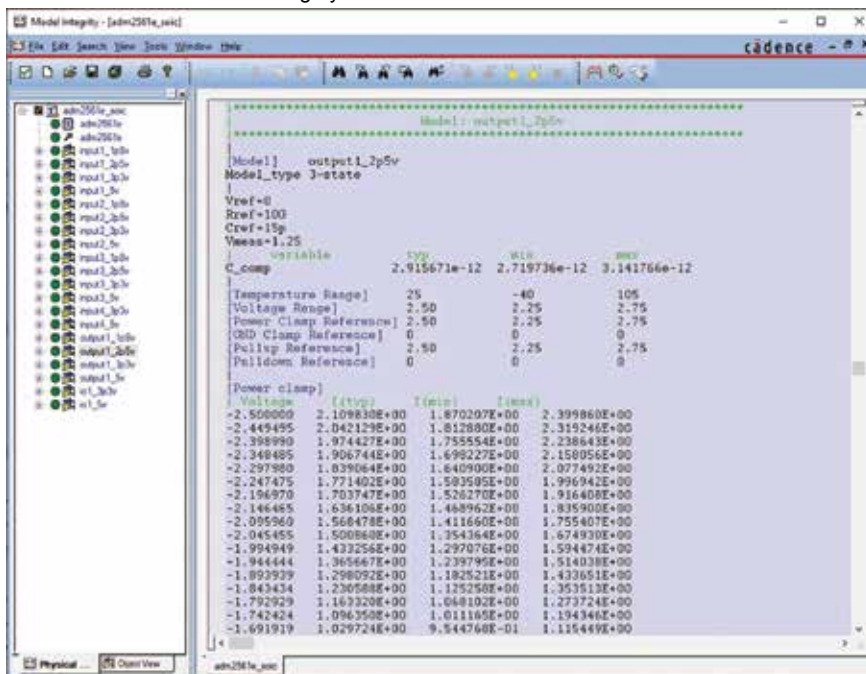 Model Integrity - [adm2561e_soic]
File Edit Search View Tools Window Help
cādence
adm2561e_soic
adm2561e
adm2561e
input1_1p8v
input1_2p5v
input1_3p3v
input1_5v
input2_1p8v
input2_2p5v
input2_3p3v
input2_5v
input3_1p8v
input3_2p5v
input3_3p3v
input3_5v
input4_3p3v
input4_5v
output1_1p8v
output1_2p5v
output1_3p3v
output1_5v
io1_3p3v
io1_5v
Physical ...
Object View
Model: output1_2p5v
[Model] output1_2p5v
Model_type 3-state
Vref=0
Rref=100
Cref=15p
Vmeas=1.25
variable typ min max
C_comp 2.915671e-12 2.719736e-12 3.141766e-12
[Temperature Range] 25 -40 105
[Voltage Range] 2.50 2.25 2.75
[Power Clamp Reference] 2.50 2.25 2.75
[GND Clamp Reference] 0 0 0
[Pullup Reference] 2.50 2.25 2.75
[Pulldown Reference] 0 0 0
[Power clamp]
Voltage I(typ) I(min) I(max)
-2.500000 2.109830E+00 1.870207E+00 2.399860E+00
-2.449495 2.042129E+00 1.812880E+00 2.319246E+00
-2.398990 1.974427E+00 1.755554E+00 2.238643E+00
-2.348485 1.906744E+00 1.698227E+00 2.158056E+00
-2.297980 1.839064E+00 1.640900E+00 2.077492E+00
-2.247475 1.771402E+00 1.583585E+00 1.996942E+00
-2.196970 1.703747E+00 1.526270E+00 1.916408E+00
-2.146465 1.636106E+00 1.468962E+00 1.835900E+00
-2.095960 1.568478E+00 1.411660E+00 1.755407E+00
-2.045455 1.500860E+00 1.354364E+00 1.674930E+00
-1.994949 1.433256E+00 1.297076E+00 1.594474E+00
-1.944444 1.365667E+00 1.239795E+00 1.514038E+00
-1.893939 1.298092E+00 1.182521E+00 1.433651E+00
-1.843434 1.230588E+00 1.125258E+00 1.353513E+00
-1.792929 1.163320E+00 1.068102E+00 1.273724E+00
-1.742424 1.096350E+00 1.011165E+00 1.194346E+00
-1.691919 1.029724E+00 9.544768E-01 1.115449E+00
adm2561e_soic